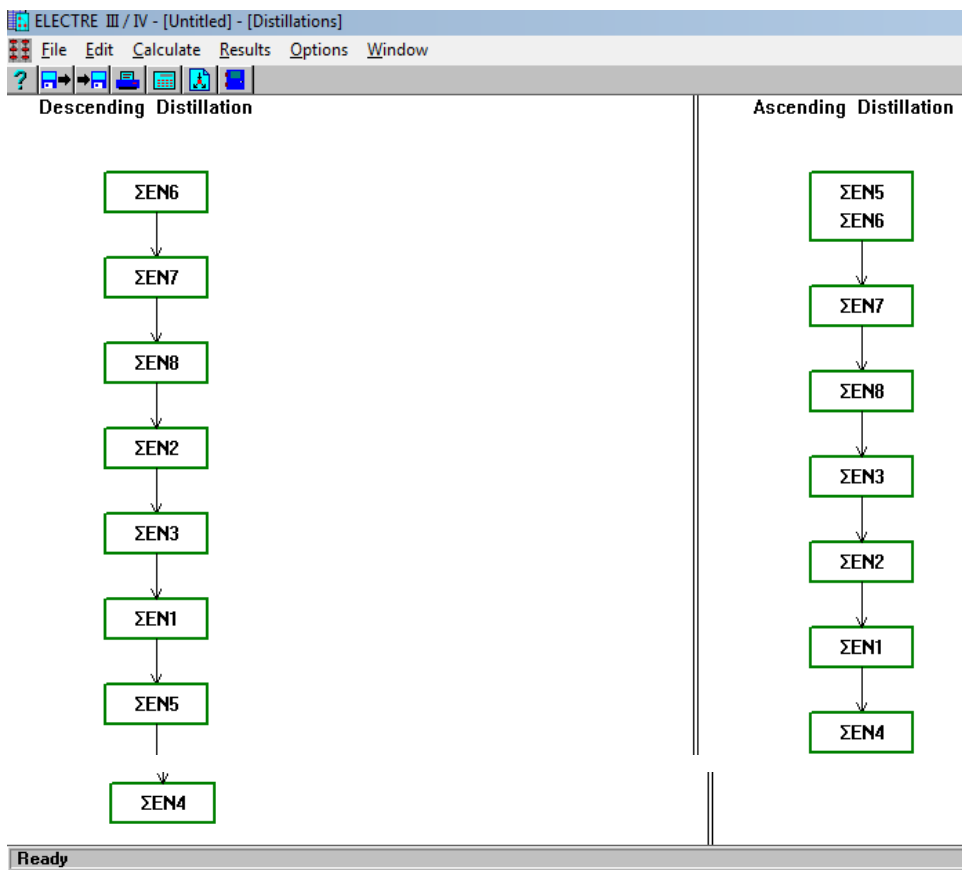 ELECTRE III / IV - [Untitled] - [Distillations]
File Edit Calculate Results Options Window
?
Descending Distillation
ΣΕΝ6
ΣΕΝ7
ΣΕΝ8
ΣΕΝ2
ΣΕΝ3
ΣΕΝ1
ΣΕΝ5
ΣΕΝ4
Ascending Distillation
ΣΕΝ5
ΣΕΝ6
ΣΕΝ7
ΣΕΝ8
ΣΕΝ3
ΣΕΝ2
ΣΕΝ1
ΣΕΝ4
Ready